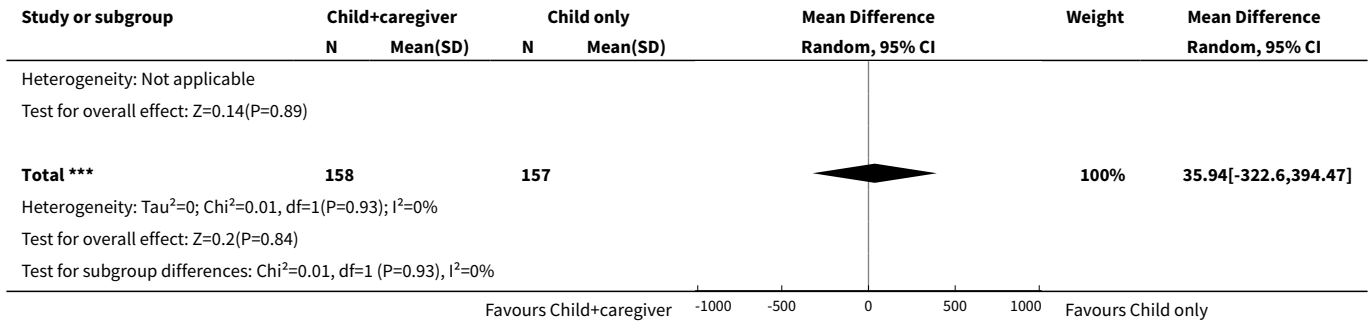 Study or subgroup Child+caregiver Child only Mean Difference Weight Mean Difference
N Mean(SD) N Mean(SD) Random, 95% CI Random, 95% CI
Heterogeneity: Not applicable
Test for overall effect: Z=0.14(P=0.89)
Total *** 158 157 100% 35.94[-322.6,394.47]
Heterogeneity: Tau²=0; Chi²=0.01, df=1(P=0.93); I²=0%
Test for overall effect: Z=0.2(P=0.84)
Test for subgroup differences: Chi²=0.01, df=1 (P=0.93), I²=0%
Favours Child+caregiver -1000 -500 0 500 1000 Favours Child only